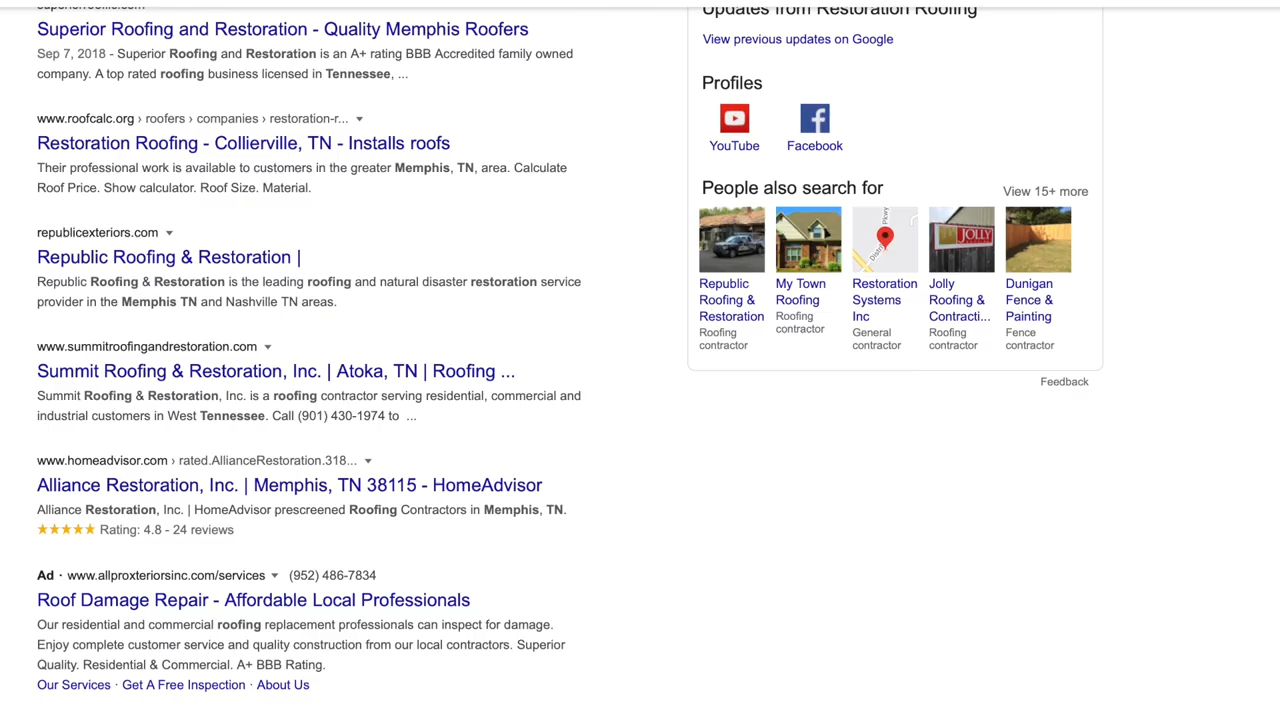 Superior Roofing and Restoration - Quality Memphis Roofers
Sep 7, 2018 - Superior Roofing and Restoration is an A+ rating BBB Accredited family owned
company. A top rated roofing business licensed in Tennessee, ...
www.roofcalc.org › roofers › companies › restoration-r...
Restoration Roofing - Collierville, TN - Installs roofs
Their professional work is available to customers in the greater Memphis, TN, area. Calculate
Roof Price. Show calculator. Roof Size. Material.
republicexteriors.com
Republic Roofing & Restoration |
Republic Roofing & Restoration is the leading roofing and natural disaster restoration service
provider in the Memphis TN and Nashville TN areas.
www.summitroofingandrestoration.com
Summit Roofing & Restoration, Inc. | Atoka, TN | Roofing ...
Summit Roofing & Restoration, Inc. is a roofing contractor serving residential, commercial and
industrial customers in West Tennessee. Call (901) 430-1974 to ...
www.homeadvisor.com › rated.AllianceRestoration.318...
Alliance Restoration, Inc. | Memphis, TN 38115 - HomeAdvisor
Alliance Restoration, Inc. | HomeAdvisor prescreened Roofing Contractors in Memphis, TN.
Rating: 4.8 - 24 reviews
Ad · www.allproxteriorsinc.com/services (952) 486-7834
Roof Damage Repair - Affordable Local Professionals
Our residential and commercial roofing replacement professionals can inspect for damage.
Enjoy complete customer service and quality construction from our local contractors. Superior
Quality. Residential & Commercial. A+ BBB Rating.
Our Services · Get A Free Inspection · About Us
Updates from Restoration Roofing
View previous updates on Google
Profiles
YouTube Facebook
People also search for View 15+ more
JOLLY
Republic
Roofing &
Restoration
Roofing
contractor
My Town
Roofing
Roofing
contractor
Restoration
Systems
Inc
General
contractor
Jolly
Roofing &
Contracti...
Roofing
contractor
Dunigan
Fence &
Painting
Fence
contractor
Feedback